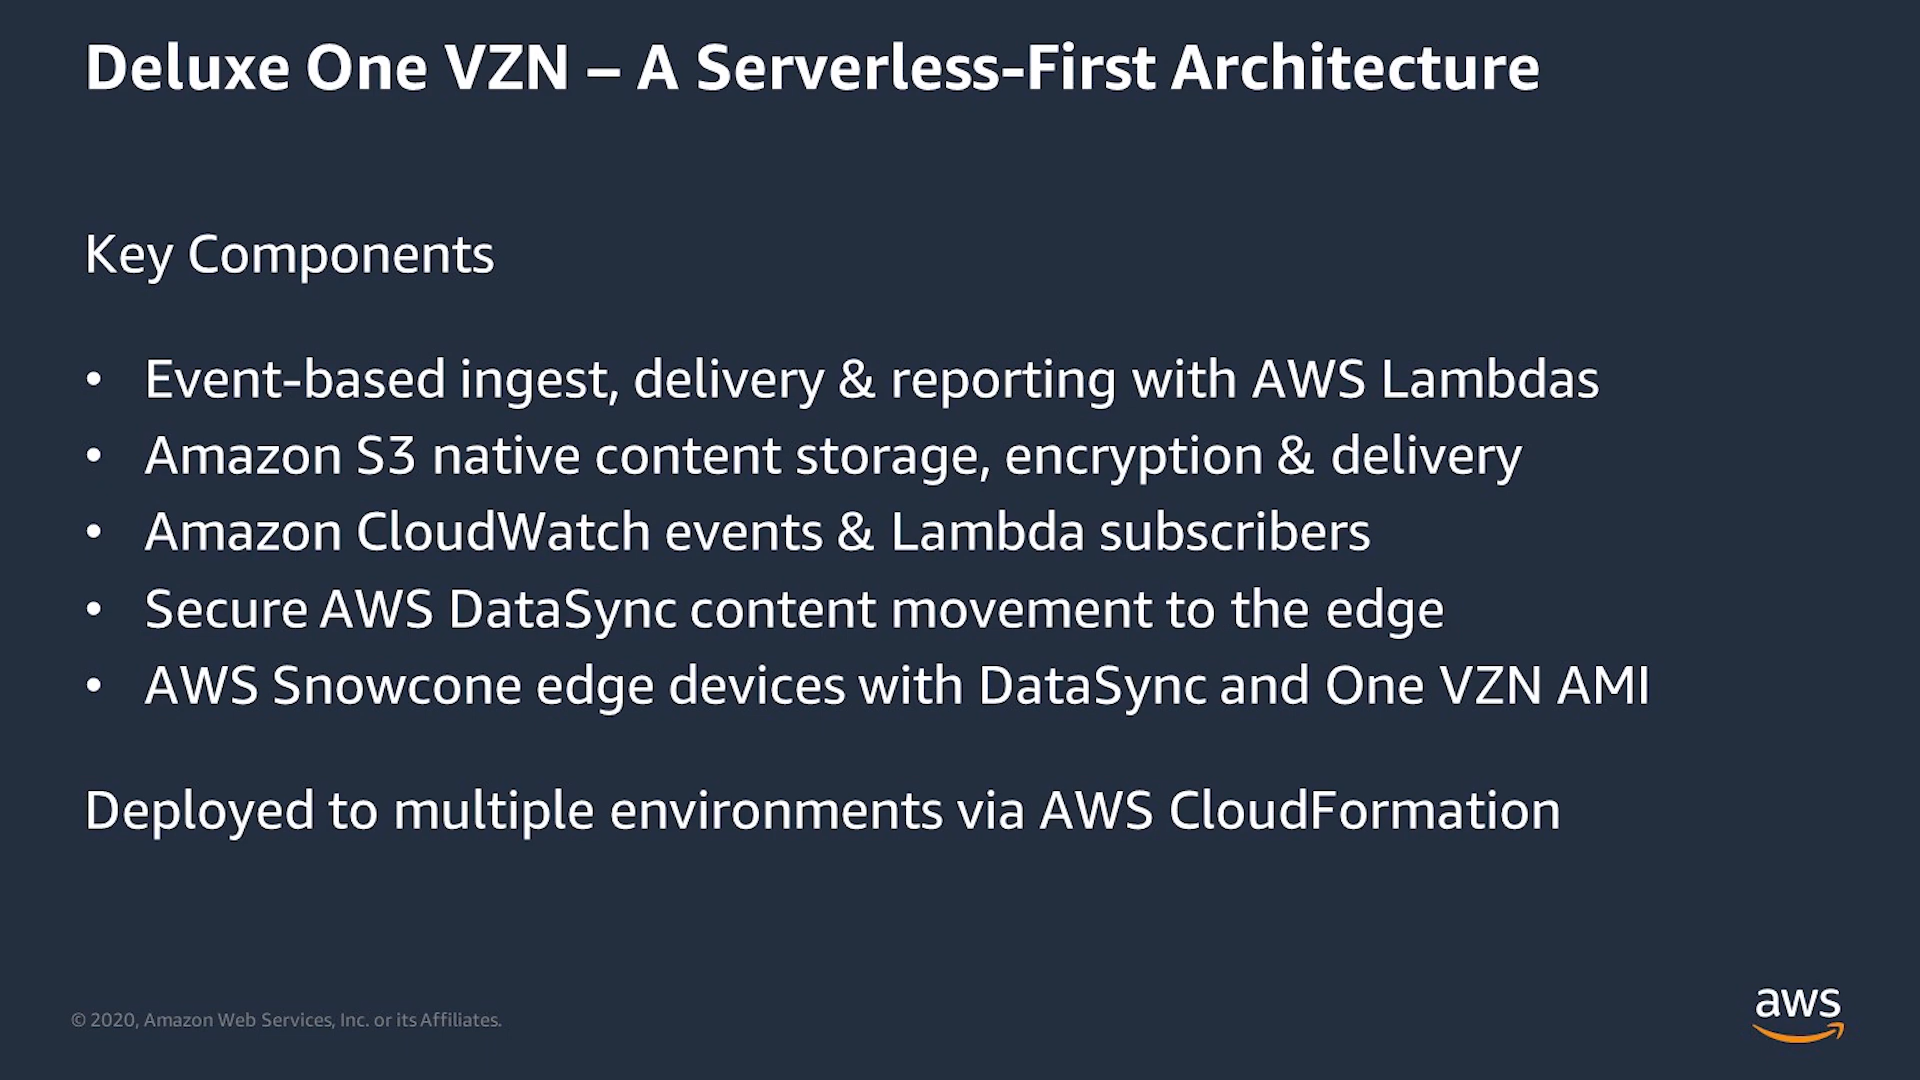 Deluxe One VZN – A Serverless-First Architecture
Key Components
• Event-based ingest, delivery & reporting with AWS Lambdas
• Amazon S3 native content storage, encryption & delivery
• Amazon CloudWatch events & Lambda subscribers
• Secure AWS DataSync content movement to the edge
• AWS Snowcone edge devices with DataSync and One VZN AMI
Deployed to multiple environments via AWS CloudFormation
© 2020, Amazon Web Services, Inc. or its Affiliates.
aws